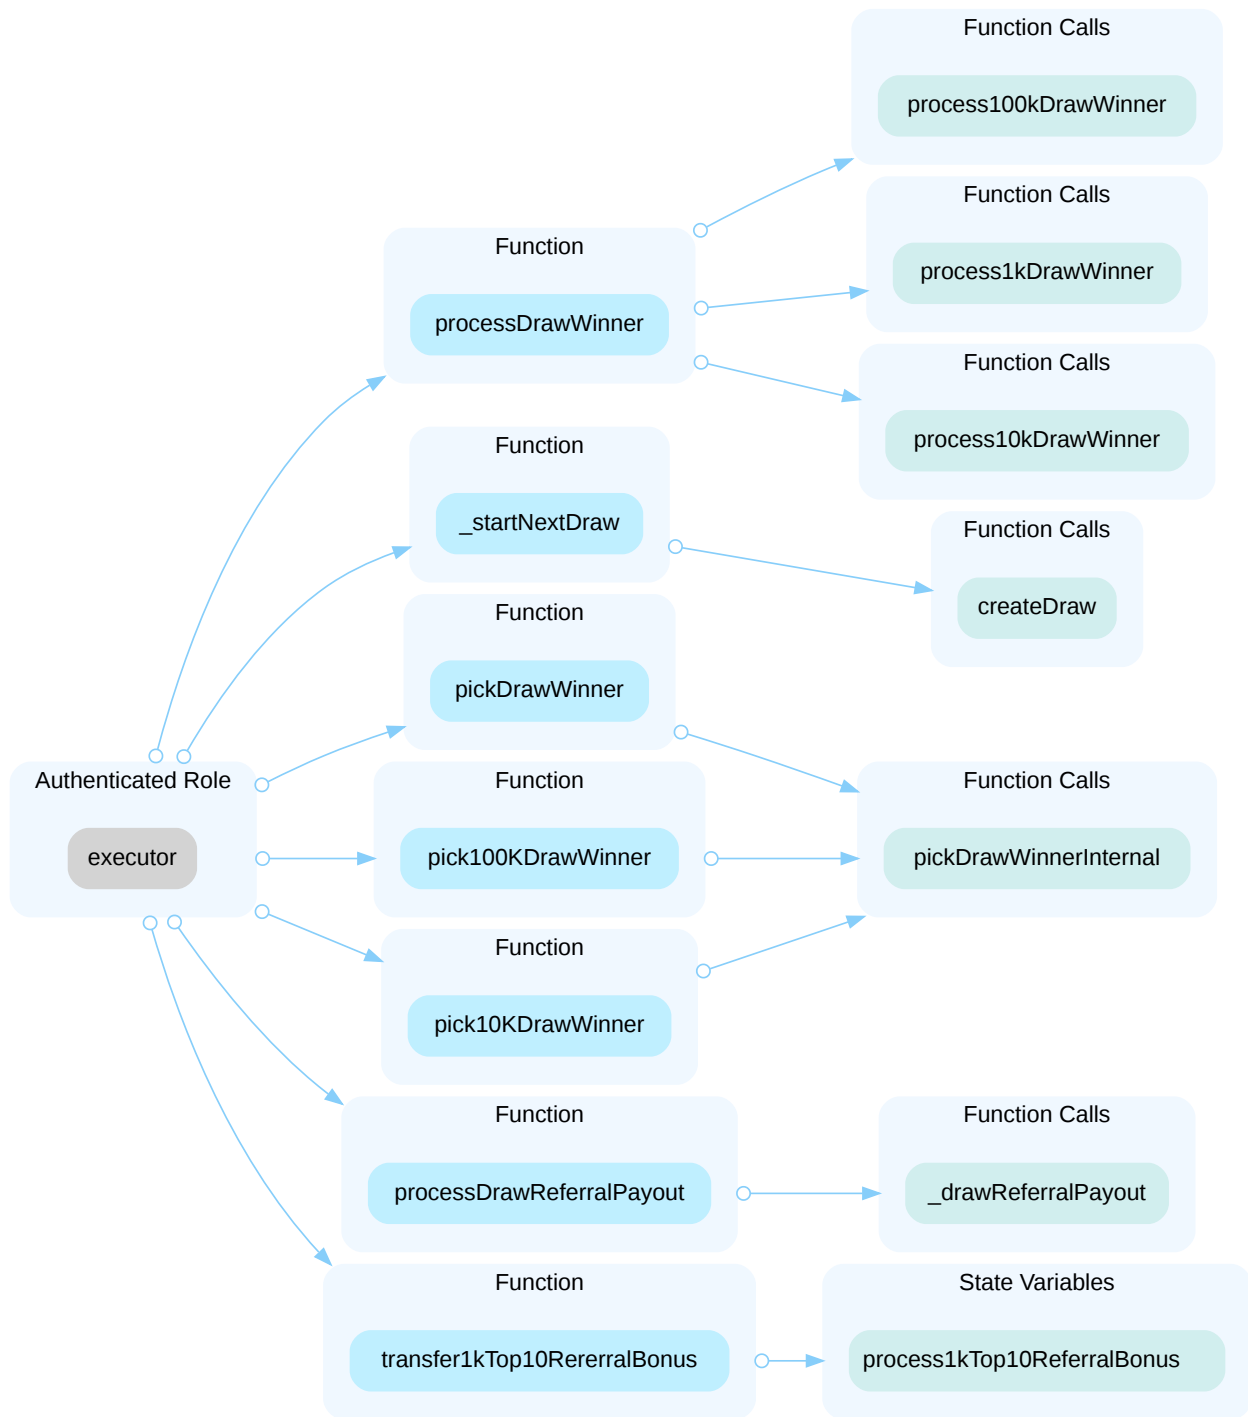 Function Calls
process100kDrawWinner
Function Calls
process1kDrawWinner
Function
processDrawWinner
Function Calls
process10kDrawWinner
Function
_startNextDraw
Function Calls
createDraw
Function
pickDrawWinner
Authenticated Role
executor
Function
pick100KDrawWinner
Function Calls
pickDrawWinnerInternal
Function
pick10KDrawWinner
Function
processDrawReferralPayout
Function Calls
_drawReferralPayout
Function
transfer1kTop10RererralBonus
State Variables
process1kTop10ReferralBonus